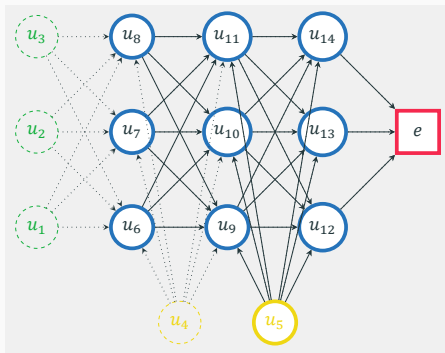 u₃ u₈ u₁₁ u₁₄
u₂ u₇ u₁₀ u₁₃ e
u₁ u₆ u₉ u₁₂
u₄ u₅